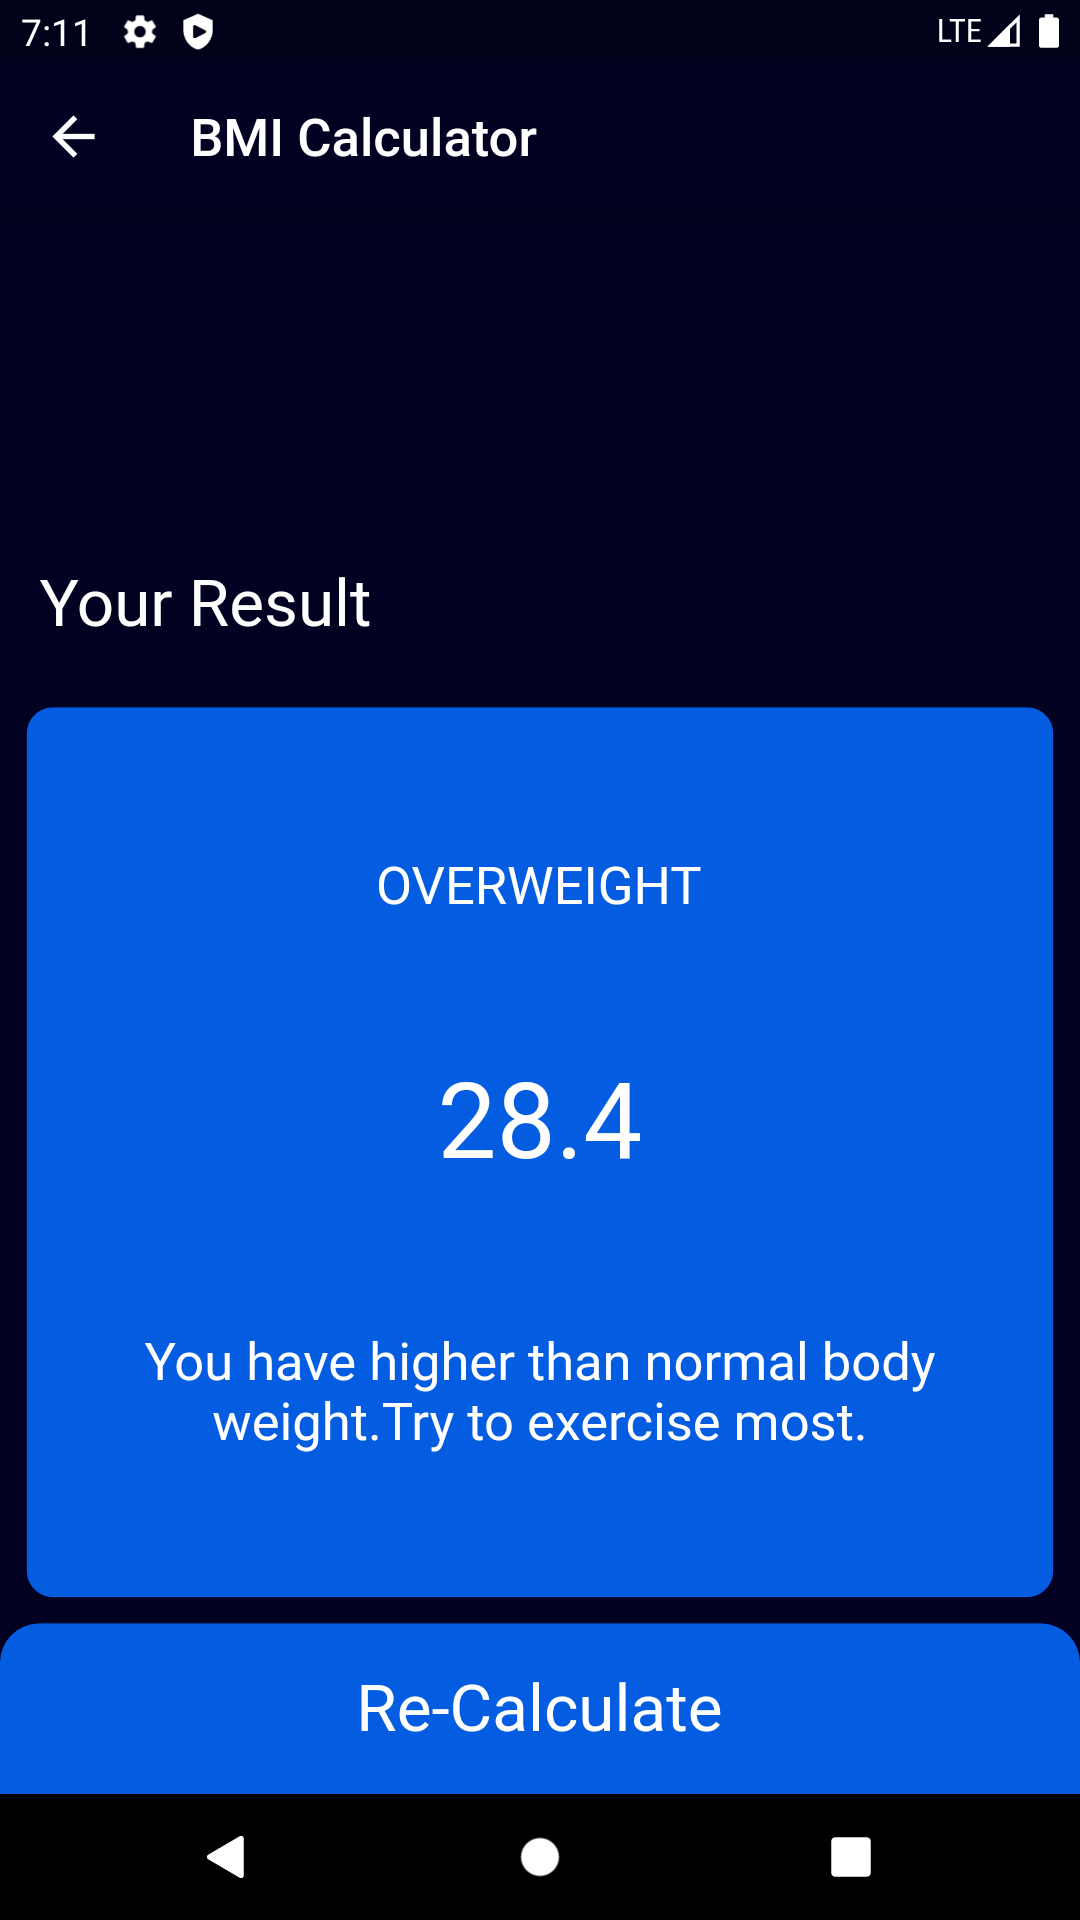 7:11 LTE
BMI Calculator
Your Result
OVERWEIGHT
28.4
You have higher than normal body
weight.Try to exercise most.
Re-Calculate